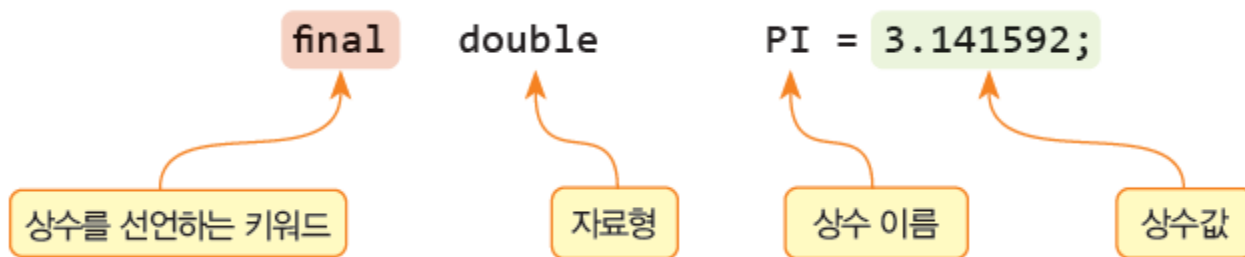 final double PI = 3.141592;
상수를 선언하는 키워드 자료형 상수 이름 상수값